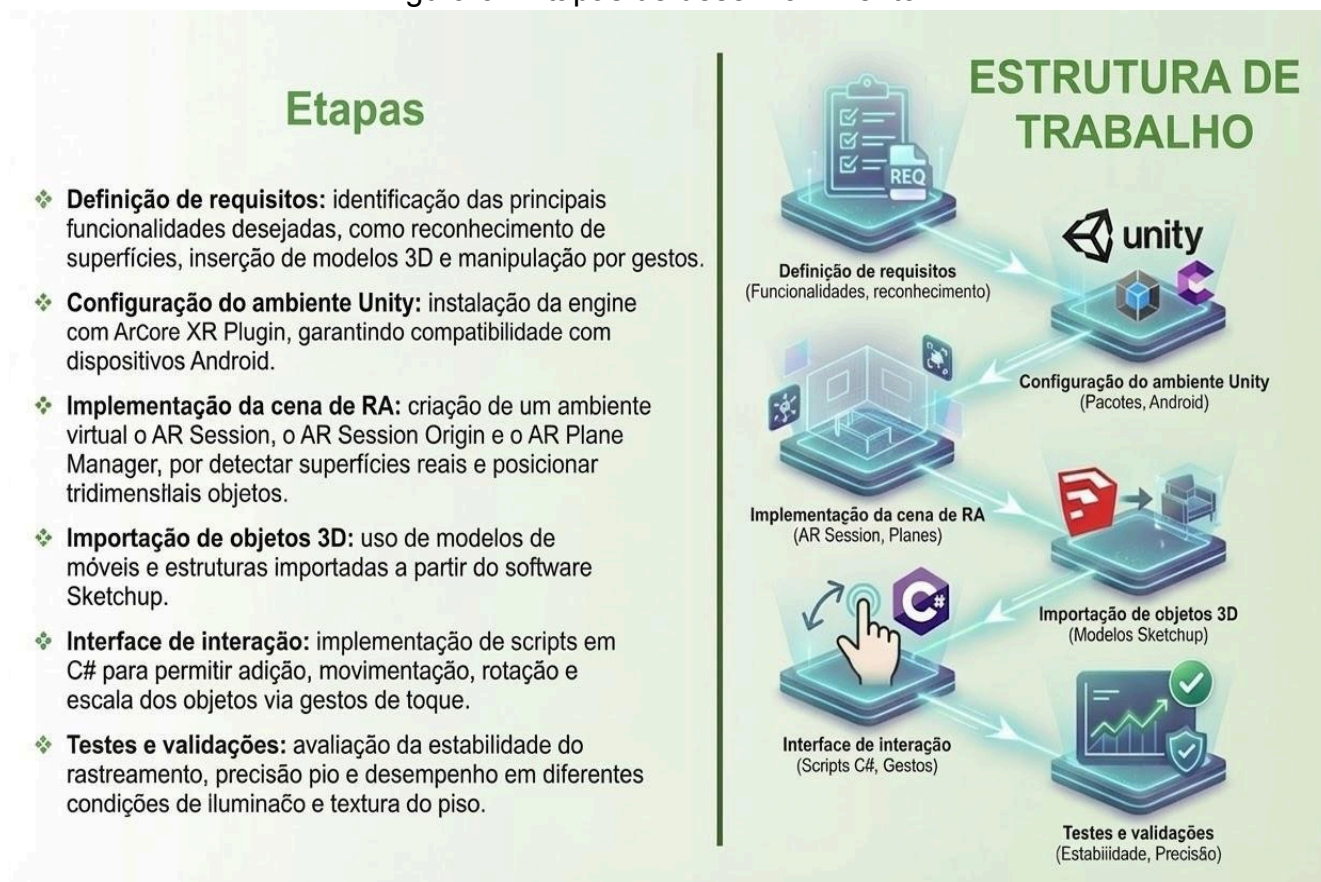 Etapas
❖ Definição de requisitos: identificação das principais
funcionalidades desejadas, como reconhecimento de
superfícies, inserção de modelos 3D e manipulação por gestos.
❖ Configuração do ambiente Unity: instalação da engine
com ArCore XR Plugin, garantindo compatibilidade com
dispositivos Android.
❖ Implementação da cena de RA: criação de um ambiente
virtual o AR Session, o AR Session Origin e o AR Plane
Manager, por detectar superfícies reais e posicionar
tridimensilais objetos.
❖ Importação de objetos 3D: uso de modelos de
móveis e estruturas importadas a partir do software
Sketchup.
❖ Interface de interação: implementação de scripts em
C# para permitir adição, movimentação, rotação e
escala dos objetos via gestos de toque.
❖ Testes e validações: avaliação da estabilidade do
rastreamento, precisão pio e desempenho em diferentes
condições de iluminac̃o e textura do piso.
ESTRUTURA DE
TRABALHO
REQ
Definição de requisitos
(Funcionalidades, reconhecimento)
unity
C
Configuração do ambiente Unity
(Pacotes, Android)
Implementação da cena de RA
(AR Session, Planes)
Importação de objetos 3D
(Modelos Sketchup)
C#
Interface de interação
(Scripts C#, Gestos)
Testes e validações
(Estabiiidade, Precisão)